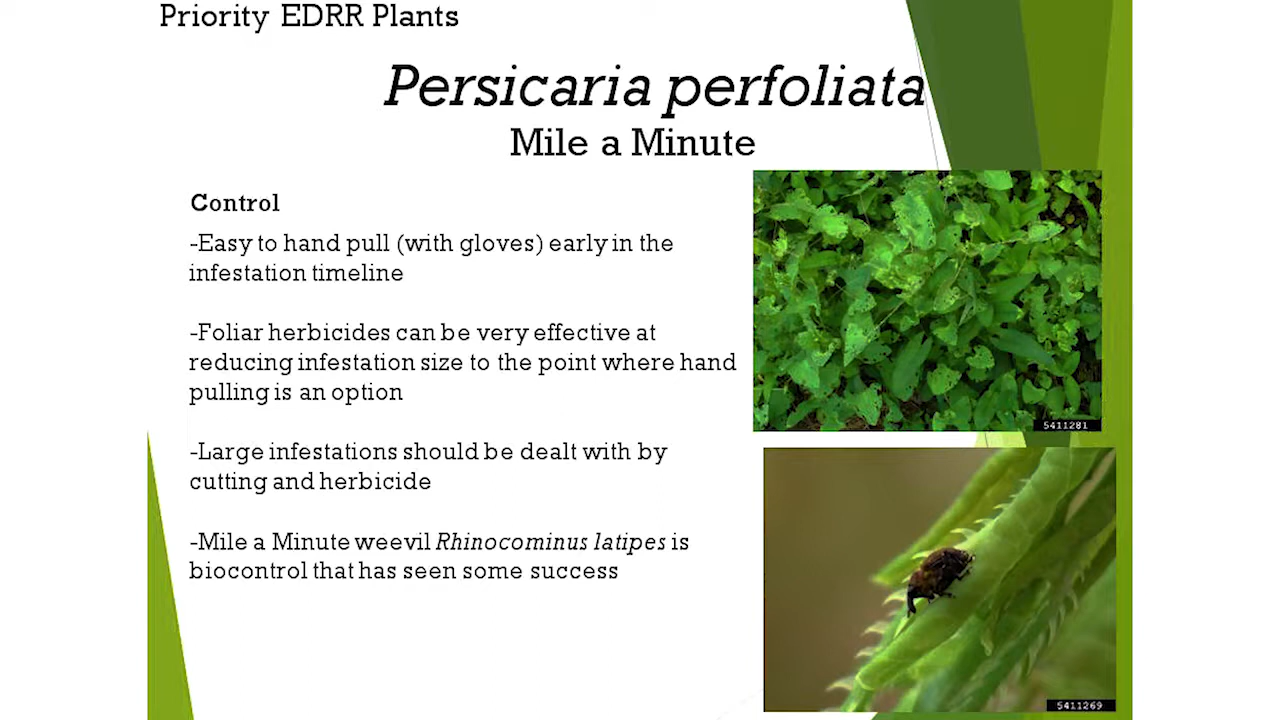 Priority EDRR Plants
Persicaria perfoliata
Mile a Minute
Control
-Easy to hand pull (with gloves) early in the
infestation timeline
-Foliar herbicides can be very effective at
reducing infestation size to the point where hand
pulling is an option
-Large infestations should be dealt with by
cutting and herbicide
-Mile a Minute weevil Rhinocominus latipes is
biocontrol that has seen some success
5411281
5411269